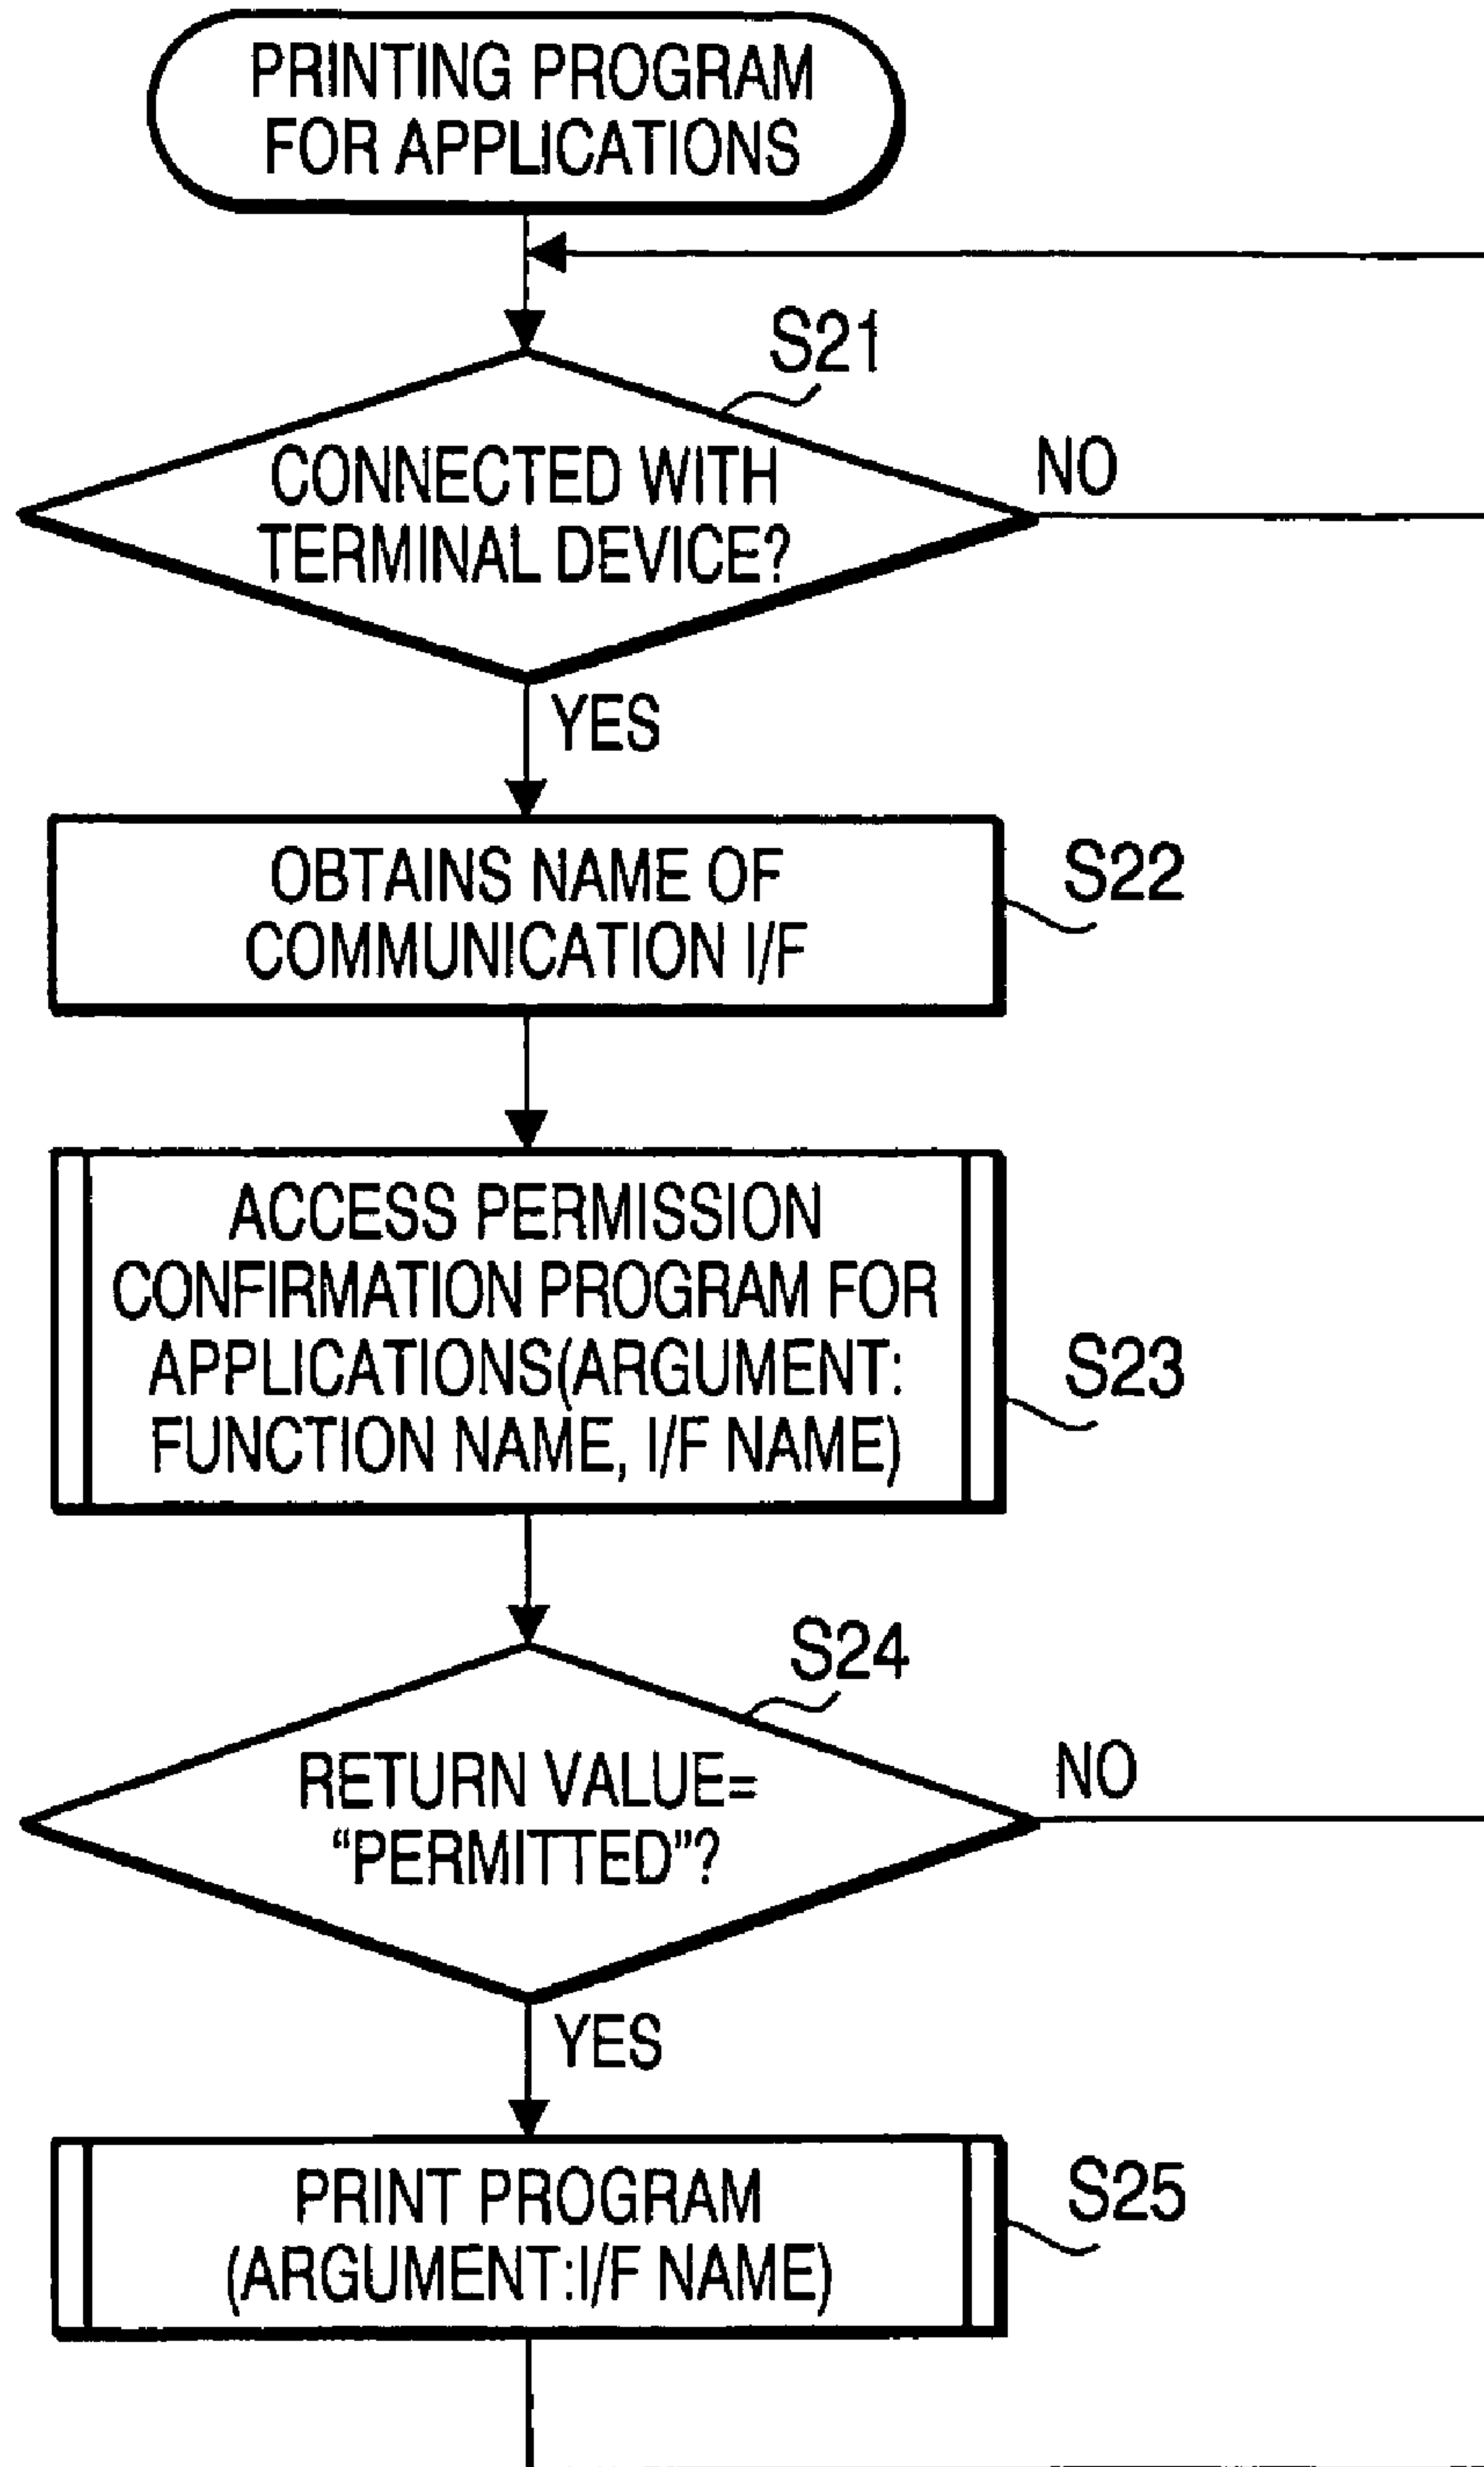 PRINTING PROGRAM
FOR APPLICATIONS
S21
CONNECTED WITH
TERMINAL DEVICE?
NO
YES
OBTAINS NAME OF
COMMUNICATION I/F
S22
ACCESS PERMISSION
CONFIRMATION PROGRAM FOR
APPLICATIONS(ARGUMENT:
FUNCTION NAME, I/F NAME)
S23
S24
RETURN VALUE=
“PERMITTED”?
NO
YES
PRINT PROGRAM
(ARGUMENT:I/F NAME)
S25